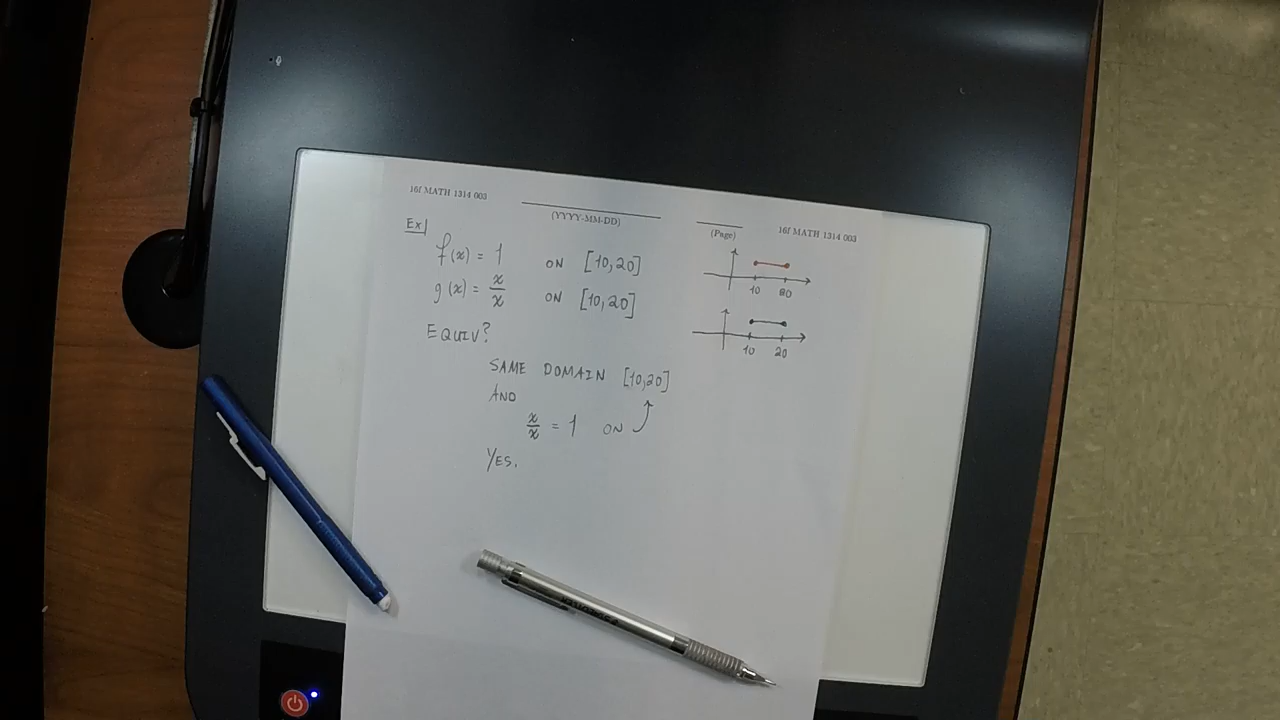 16f MATH 1314 003
(YYYY-MM-DD)
(Page)
16f MATH 1314 003
Ex|
f(x) = 1 ON [10,20]
g(x) = x/x ON [10,20]
EQUIV?
SAME DOMAIN [10,20]
AND
x/x = 1 ON
YES.
10 20
10 20